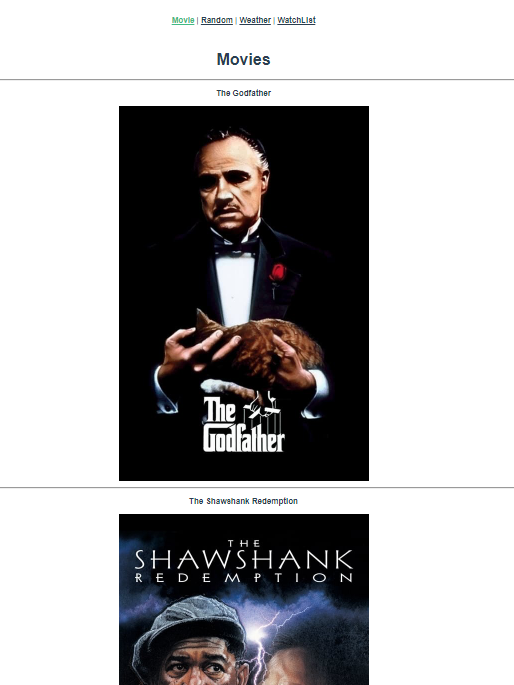 Movie | Random | Weather | WatchList
Movies
The Godfather
The
Godfather
The Shawshank Redemption
THE
SHAWSHANK
REDEMPTION